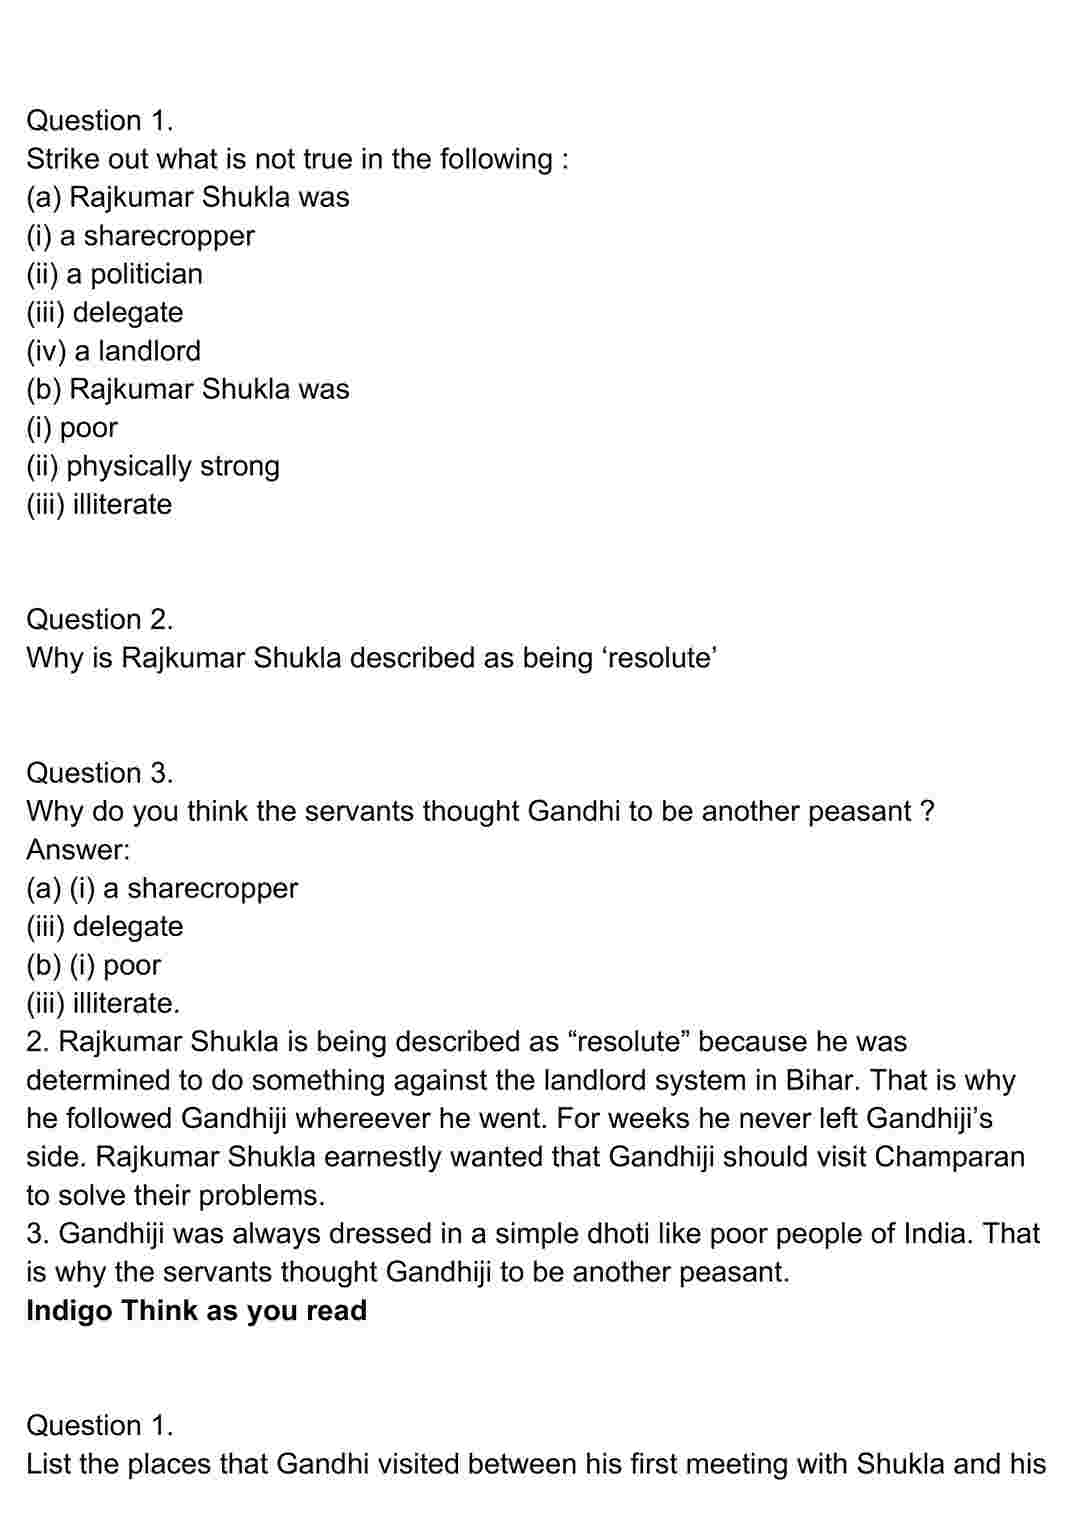 Question 1.
Strike out what is not true in the following :
(a) Rajkumar Shukla was
(i) a sharecropper
(ii) a politician
(iii) delegate
(iv) a landlord
(b) Rajkumar Shukla was
(i) poor
(ii) physically strong
(iii) illiterate
Question 2.
Why is Rajkumar Shukla described as being ‘resolute’
Question 3.
Why do you think the servants thought Gandhi to be another peasant ?
Answer:
(a) (i) a sharecropper
(iii) delegate
(b) (i) poor
(iii) illiterate.
2. Rajkumar Shukla is being described as “resolute” because he was
determined to do something against the landlord system in Bihar. That is why
he followed Gandhiji whereever he went. For weeks he never left Gandhiji’s
side. Rajkumar Shukla earnestly wanted that Gandhiji should visit Champaran
to solve their problems.
3. Gandhiji was always dressed in a simple dhoti like poor people of India. That
is why the servants thought Gandhiji to be another peasant.
Indigo Think as you read
Question 1.
List the places that Gandhi visited between his first meeting with Shukla and his